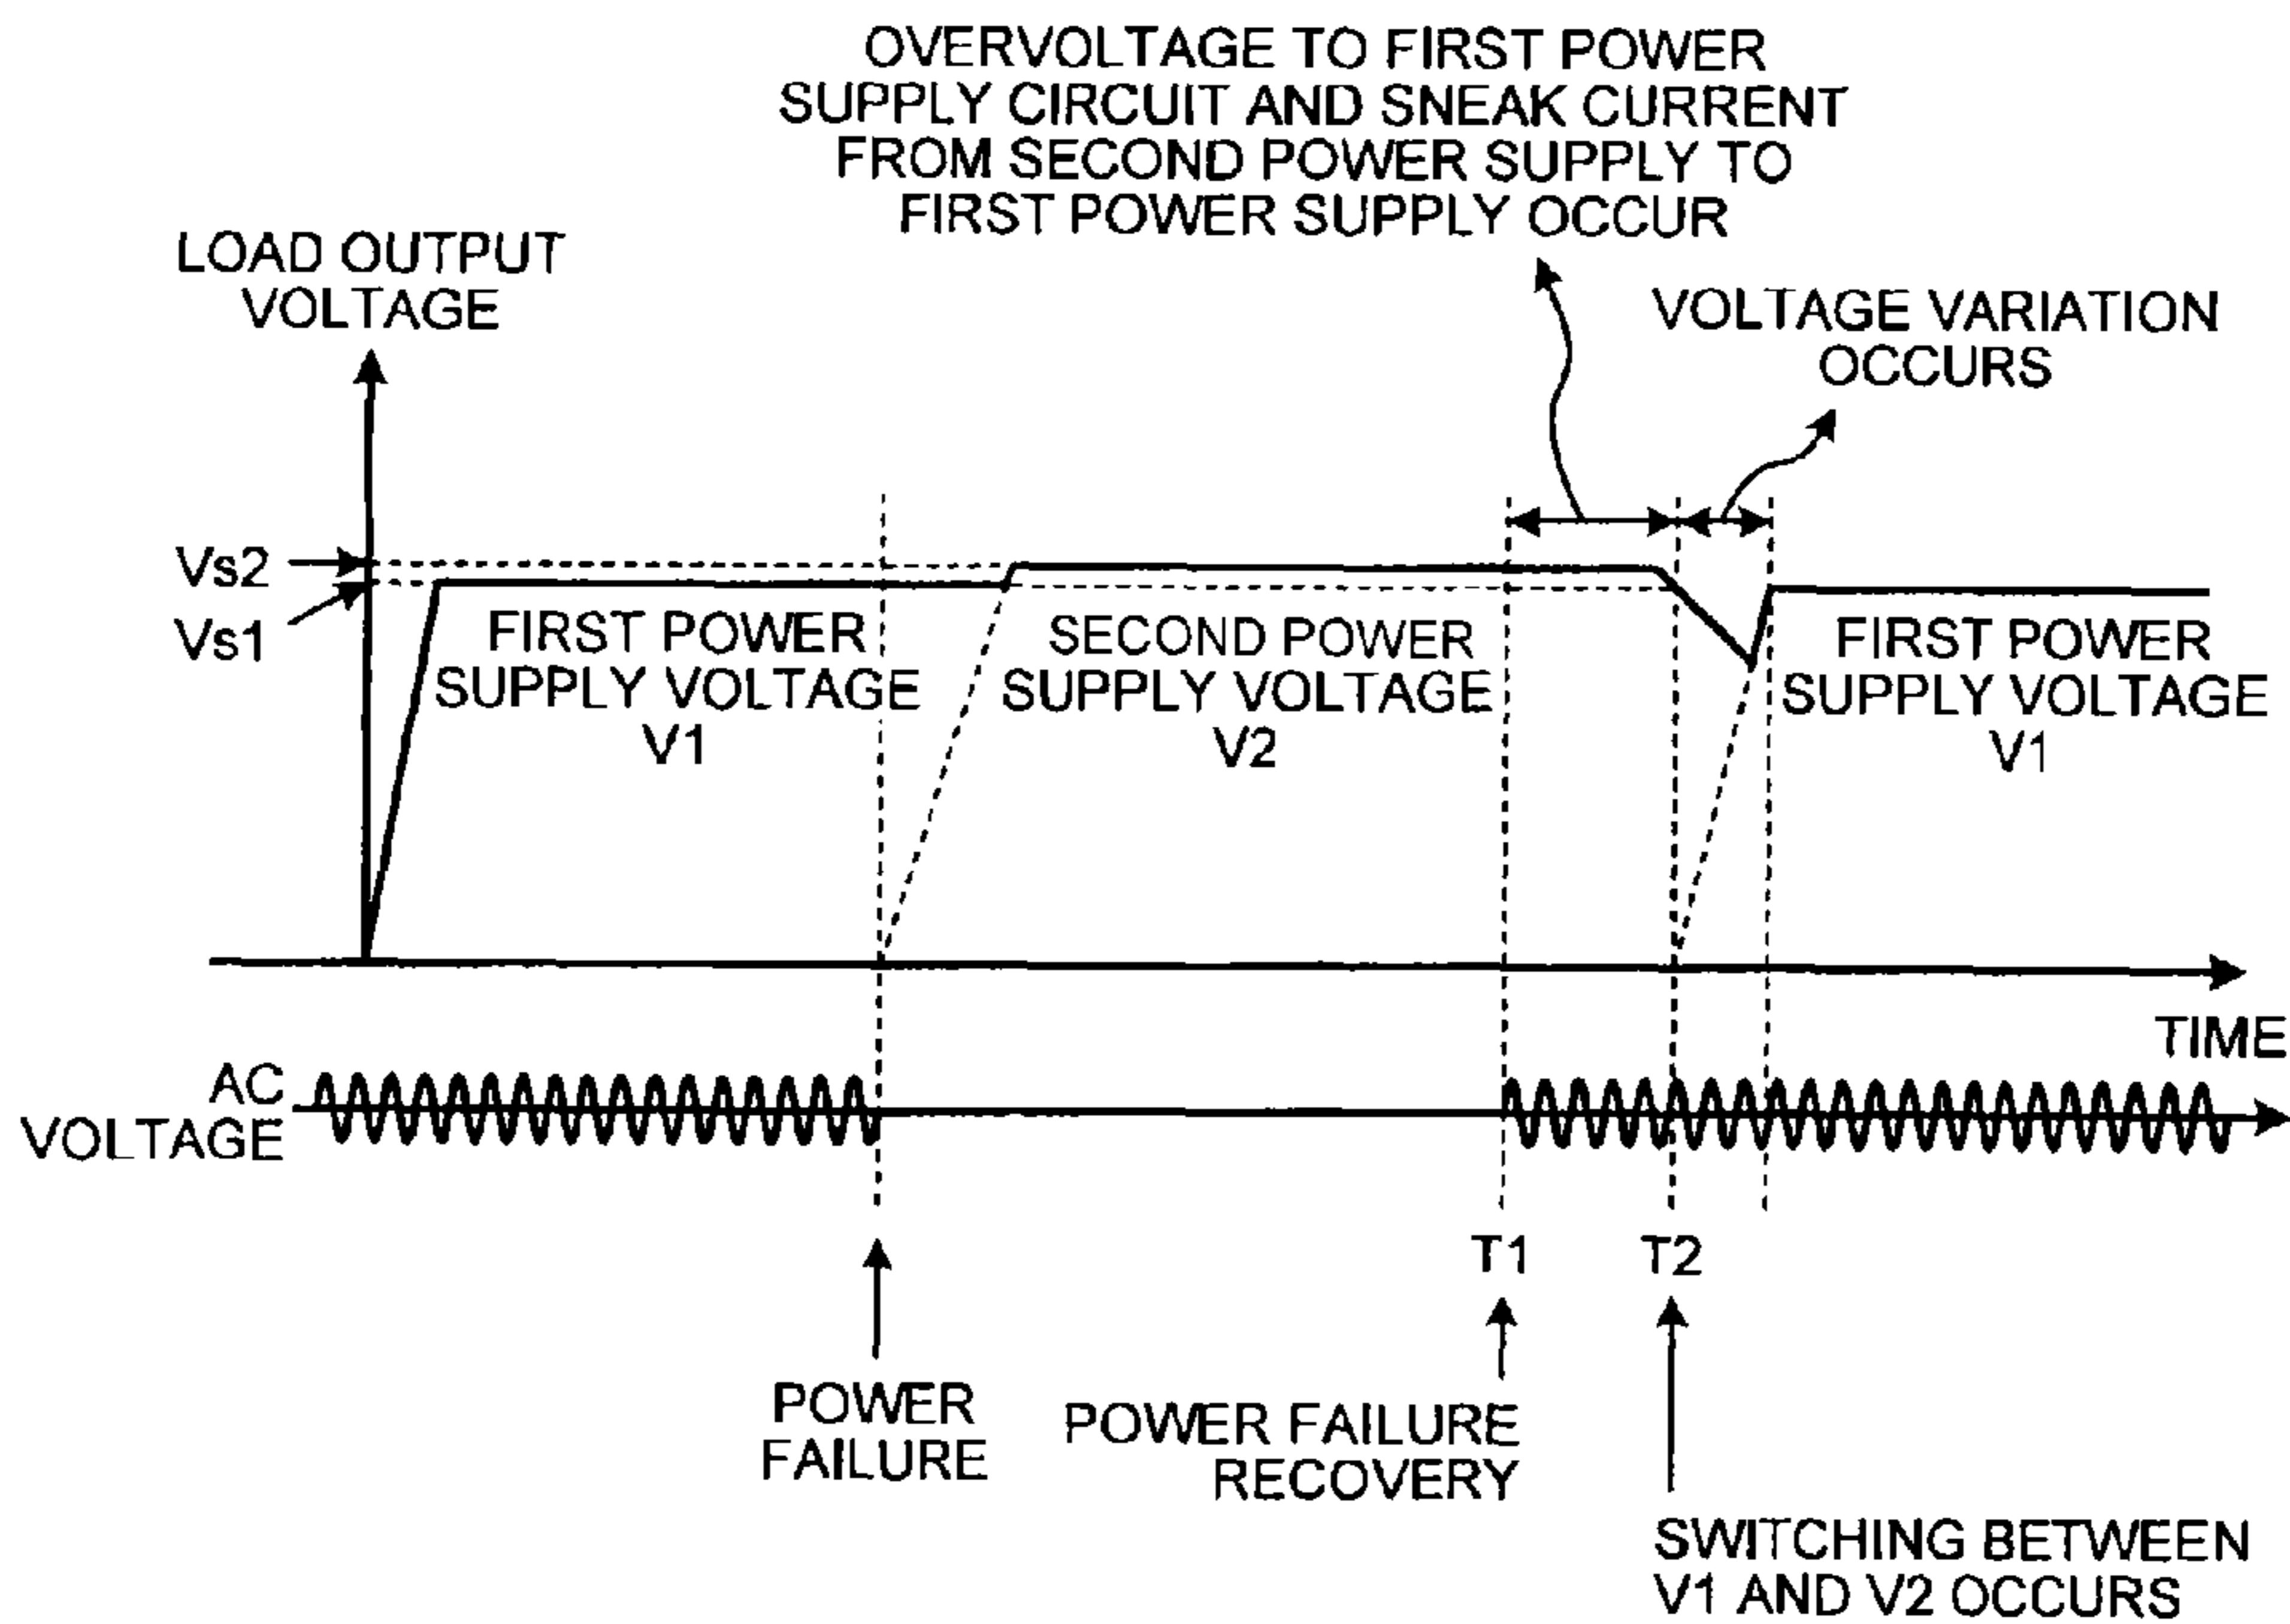 OVERVOLTAGE TO FIRST POWER
SUPPLY CIRCUIT AND SNEAK CURRENT
FROM SECOND POWER SUPPLY TO
FIRST POWER SUPPLY OCCUR
LOAD OUTPUT
VOLTAGE
VOLTAGE VARIATION
OCCURS
Vs2
Vs1
FIRST POWER
SUPPLY VOLTAGE
V1
SECOND POWER
SUPPLY VOLTAGE
V2
FIRST POWER
SUPPLY VOLTAGE
V1
TIME
AC
VOLTAGE
T1
T2
POWER
FAILURE
POWER FAILURE
RECOVERY
SWITCHING BETWEEN
V1 AND V2 OCCURS